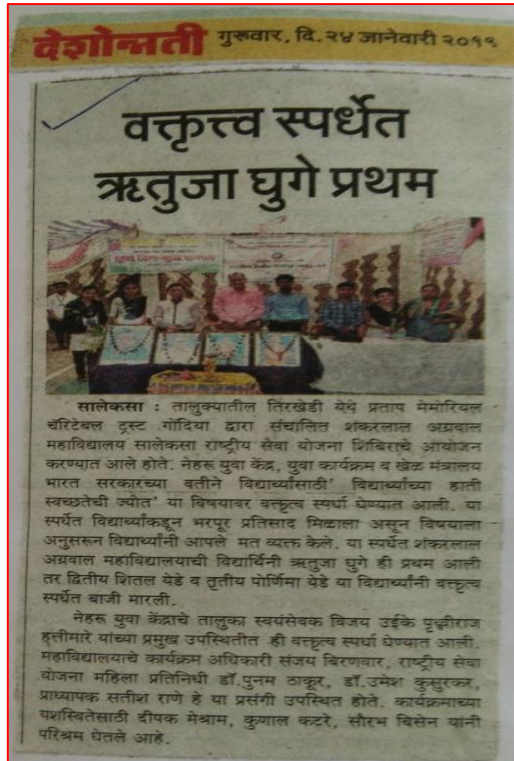 देशोन्नती गुरूवार, दि. २४ जानेवारी २०१९
वक्तृत्त्व स्पर्धेत
ऋतुजा घुगे प्रथम
सालेकसा : तालुक्यातील तिरखेडी येथे प्रताप मेमोरियल
चॅरिटेबल ट्रस्ट गोंदिया द्वारा संचालित शंकरलाल अग्रवाल
महाविद्यालय सालेकसा राष्ट्रीय सेवा योजना शिबिराचे आयोजन
करण्यात आले होते. नेहरू युवा केंद्र, युवा कार्यक्रम व खेळ मंत्रालय
भारत सरकारच्या वतीने विद्यार्थ्यांसाठी' विद्यार्थ्यांच्या हाती
स्वच्छतेची ज्योत' या विषयावर वक्तृत्व स्पर्धा घेण्यात आली. या
स्पर्धेत विद्यार्थ्यांकडून भरपूर प्रतिसाद मिळाला असून विषयाला
अनुसरून विद्यार्थ्यांनी आपले मत व्यक्त केले. या स्पर्धेत शंकरलाल
अग्रवाल महाविद्यालयाची विद्यार्थिनी ऋतुजा घुगे ही प्रथम आली
तर द्वितीय शितल येडे व तृतीय पोर्णिमा येडे या विद्यार्थ्यांनी वक्तृत्व
स्पर्धेत बाजी मारली.
नेहरू युवा केंद्राचे तालुका स्वयंसेवक विजय उईके पृथ्वीराज
हत्तीमारे यांच्या प्रमुख उपस्थितीत ही वक्तृत्व स्पर्धा घेण्यात आली.
महाविद्यालयाचे कार्यक्रम अधिकारी संजय बिरणवार, राष्ट्रीय सेवा
योजना महिला प्रतिनिधी डॉ.पुनम ठाकूर, डॉ.उमेश कुसुरकर,
प्राध्यापक सतीश राणे हे या प्रसंगी उपस्थित होते. कार्यक्रमाच्या
यशस्वितेसाठी दीपक मेश्राम, कुणाल कटरे, सौरभ बिसेन यांनी
परिश्रम घेतले आहे.